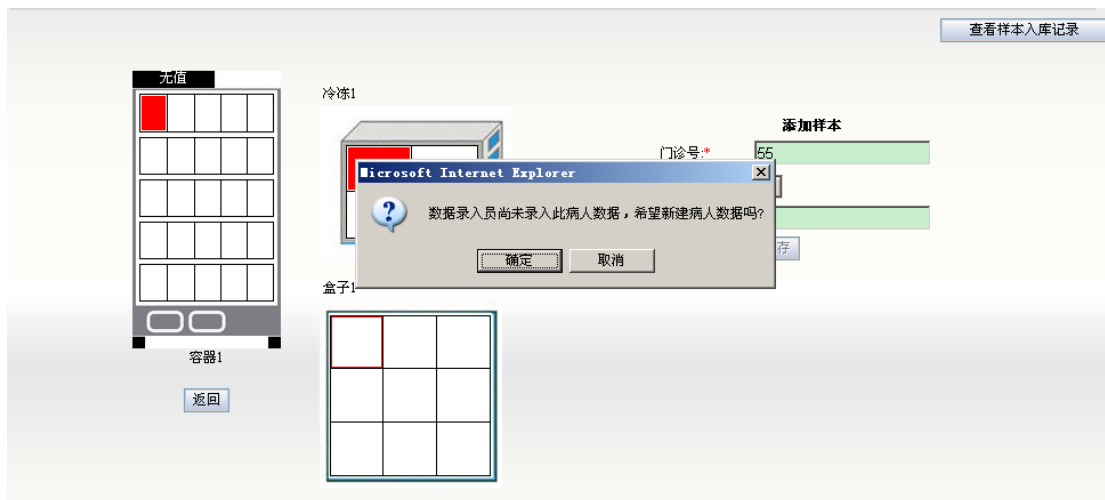 查看样本入库记录
无值
冷冻1
添加样本
门诊号:*
55
Microsoft Internet Explorer
数据录入员尚未录入此病人数据，希望新建病人数据吗?
确定
取消
存
盒子1
容器1
返回